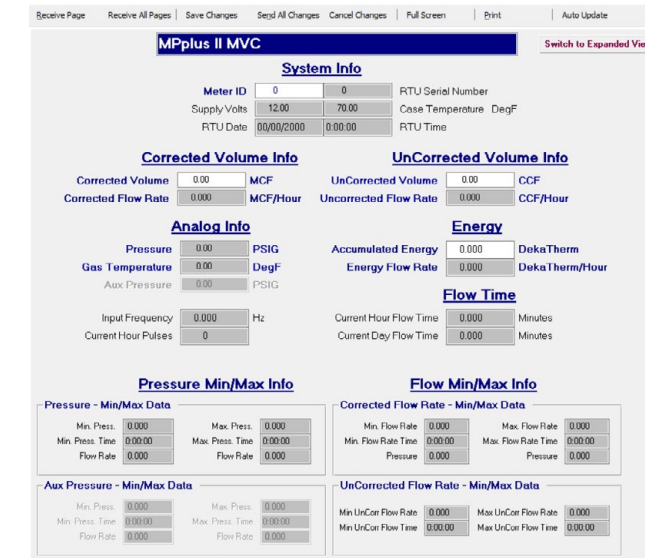 Receive Page Receive All Pages Save Changes Send All Changes Cancel Changes Full Screen Print Auto Update
MPplus II MVC Switch to Expanded Vie
System Info
Meter ID 0 0 RTU Serial Number
Supply Volts 12.00 70.00 Case Temperature DegF
RTU Date 00/00/2000 0:00:00 RTU Time
Corrected Volume Info UnCorrected Volume Info
Corrected Volume 0.00 MCF UnCorrected Volume 0.00 CCF
Corrected Flow Rate 0.000 MCF/Hour Uncorrected Flow Rate 0.000 CCF/Hour
Analog Info Energy
Pressure 0.00 PSIG Accumulated Energy 0.000 DekaTherm
Gas Temperature 0.00 DegF Energy Flow Rate 0.000 DekaTherm/Hour
Aux Pressure 0.00 PSIG
Flow Time
Input Frequency 0.000 Hz Current Hour Flow Time 0.000 Minutes
Current Hour Pulses 0 Current Day Flow Time 0.000 Minutes
Pressure Min/Max Info Flow Min/Max Info
Pressure - Min/Max Data Corrected Flow Rate - Min/Max Data
Min. Press. 0.000 Max. Press. 0.000 Min. Flow Rate 0.000 Max. Flow Rate 0.000
Min. Press. Time 0:00:00 Max. Press. Time 0:00:00 Min. Flow Rate Time 0:00:00 Max. Flow Rate Time 0:00:00
Flow Rate 0.000 Flow Rate 0.000 Pressure 0.000 Pressure 0.000
Aux Pressure - Min/Max Data UnCorrected Flow Rate - Min/Max Data
Min. Press. 0.000 Max. Press. 0.000 Min UnCorr Flow Rate 0.000 Max UnCorr Flow Rate 0.000
Min. Press. Time 0:00:00 Max. Press. Time 0:00:00 Min UnCorr Flow Time 0:00:00 Max UnCorr Flow Time 0:00:00
Flow Rate 0.000 Flow Rate 0.000